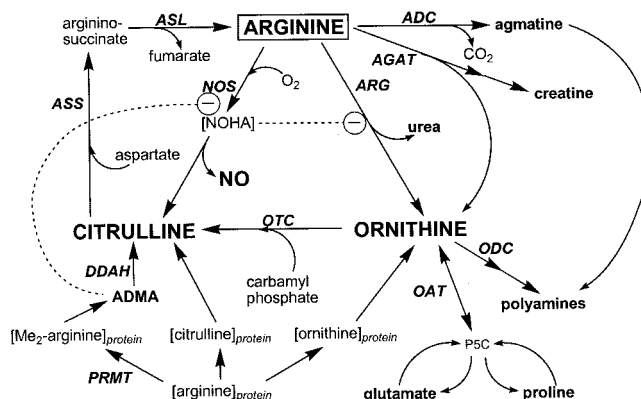 arginino-
succinate
ASL
fumarate
ARGININE
ADC
agmatine
CO2
AGAT
creatine
NOS
O2
ARG
[NOHA]
urea
ASS
aspartate
NO
CITRULLINE
OTC
ORNITHINE
carbamyl
phosphate
ODC
polyamines
DDAH
ADMA
OAT
[Me2-arginine]protein
[citrulline]protein
[ornithine]protein
P5C
PRMT
[arginine]protein
glutamate
proline